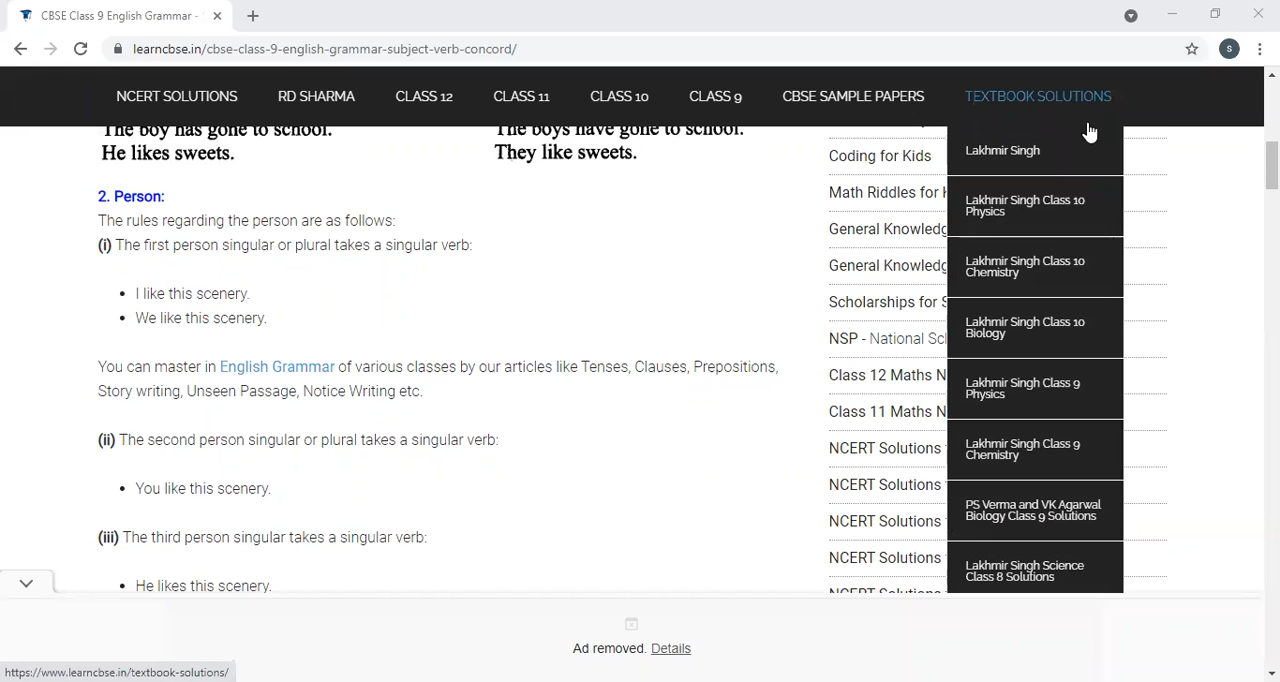 CBSE Class 9 English Grammar -
learncbse.in/cbse-class-9-english-grammar-subject-verb-concord/
S
NCERT SOLUTIONS
RD SHARMA
CLASS 12
CLASS 11
CLASS 10
CLASS 9
CBSE SAMPLE PAPERS
TEXTBOOK SOLUTIONS
The boy has gone to school.
He likes sweets.
The boys have gone to school.
They like sweets.
2. Person:
The rules regarding the person are as follows:
(i) The first person singular or plural takes a singular verb:
• I like this scenery.
• We like this scenery.
You can master in English Grammar of various classes by our articles like Tenses, Clauses, Prepositions,
Story writing, Unseen Passage, Notice Writing etc.
(ii) The second person singular or plural takes a singular verb:
• You like this scenery.
(iii) The third person singular takes a singular verb:
• He likes this scenery.
Coding for Kids
Math Riddles for
General
General
Scholarships for
NSP - National
Class 12 Maths
Class 11 Maths
NCERT Solutions
NCERT Solutions
NCERT Solutions
NCERT Solutions
NCERT Solutions
Lakhmir Singh
Lakhmir Singh Class 10
Physics
Lakhmir Singh Class 10
Chemistry
Lakhmir Singh Class 10
Biology
Lakhmir Singh Class 9
Physics
Lakhmir Singh Class 9
Chemistry
PS Verma and VK Agarwal
Biology Class 9 Solutions
Lakhmir Singh Science
Class 8 Solutions
Ad removed. Details
https://www.learncbse.in/textbook-solutions/